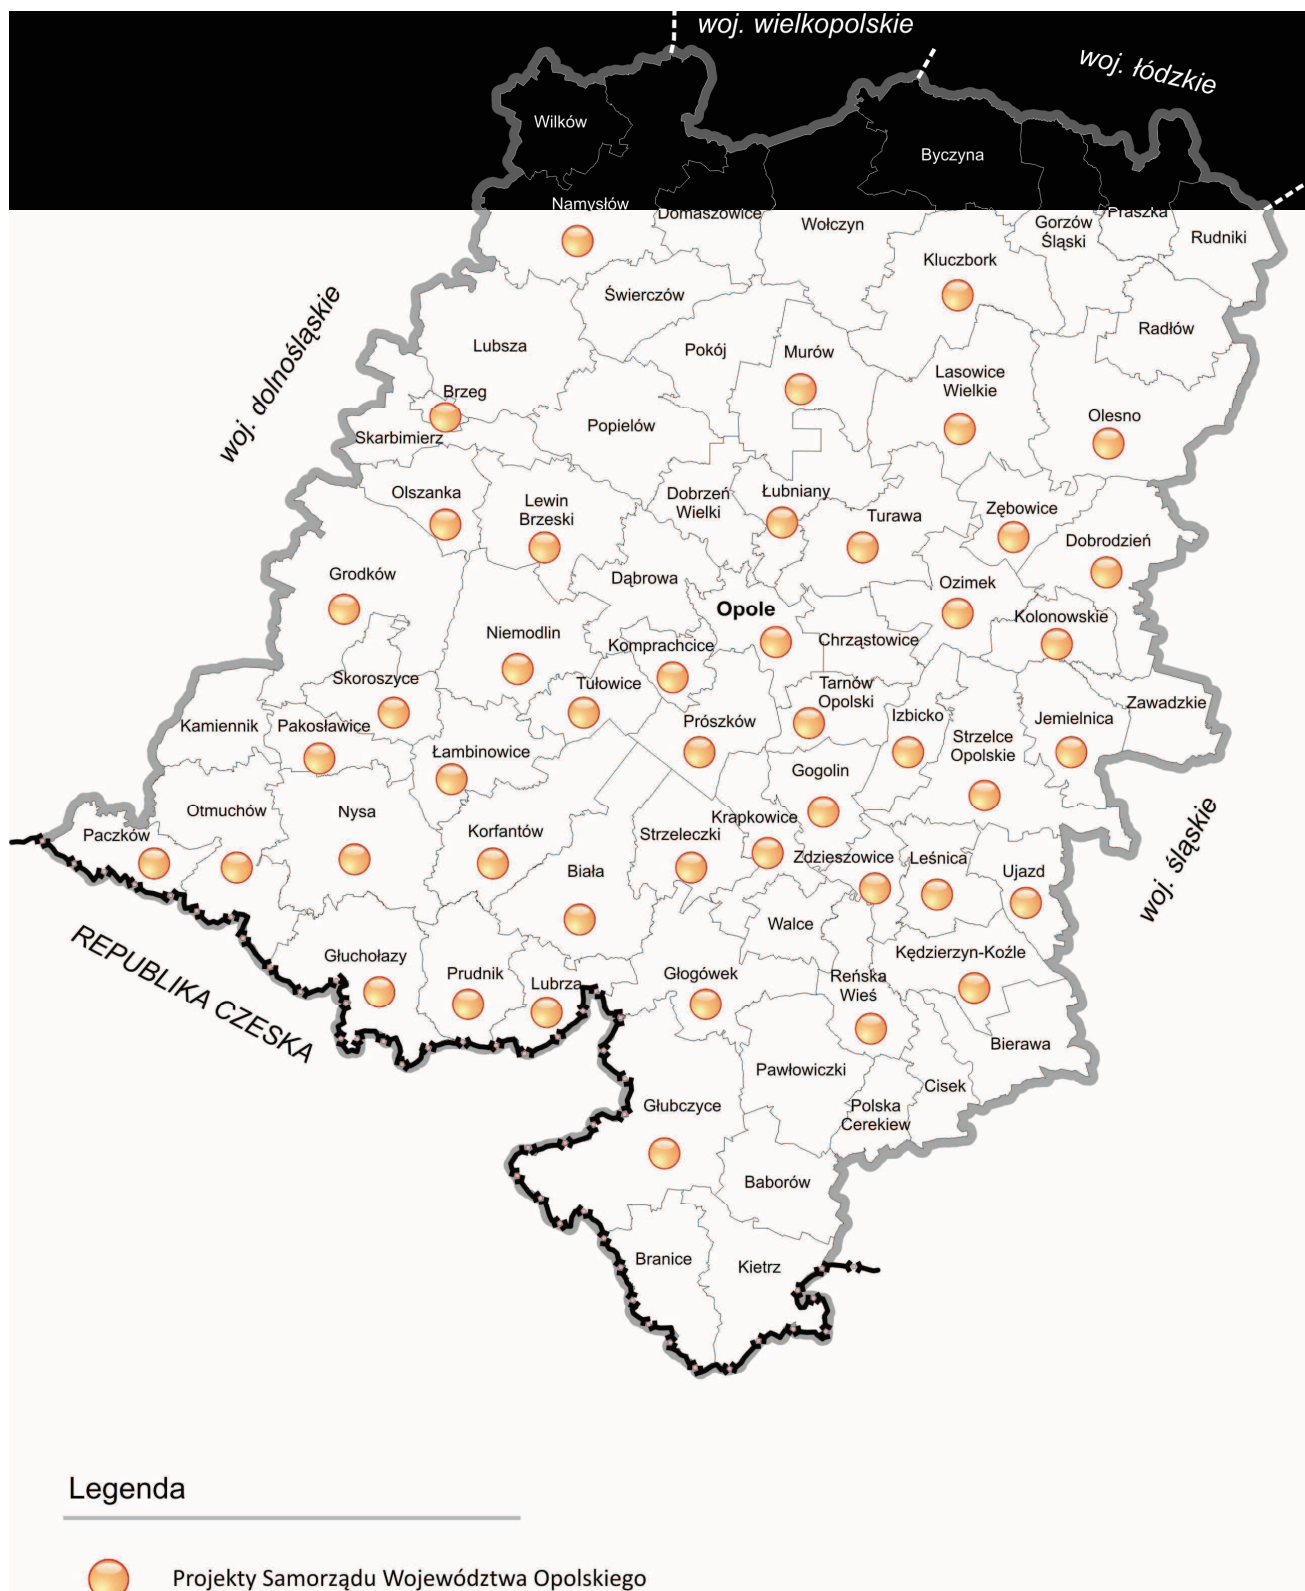 woj. wielkopolskie
woj. łódzkie
Wilków
Byczyna
Namysłów
Domaszowice
Wołczyn
Gorzów
Śląski
Praszka
Rudniki
Kluczbork
Świerczów
woj. dolnośląskie
Lubsza
Pokój
Murów
Radłów
Lasowice
Wielkie
Brzeg
Skarbimierz
Popielów
Olesno
Olszanka
Lewin
Brzeski
Dobrzeń
Wielki
Łubniany
Turawa
Zębowice
Dobrodzień
Grodków
Dąbrowa
Opole
Ozimek
Kolonowskie
Niemodlin
Komprachcice
Chrząstowice
Skoroszyce
Tułowice
Tarnów
Opolski
Izbicko
Jemielnica
Zawadzkie
Kamiennik
Pakosławice
Prószków
Strzelce
Opolskie
Łambinowice
Gogolin
Otmuchów
Nysa
Paczków
Korfantów
Strzeleczki
Krapkowice
Zdzieszowice
Leśnica
Ujazd
woj. śląskie
Biała
Walce
REPUBLIKA CZESKA
Głuchołazy
Prudnik
Lubrza
Głogówek
Reńska
Wieś
Kędzierzyn-Koźle
Bierawa
Pawłowiczki
Cisek
Głubczyce
Polska
Cerekiew
Baborów
Branice
Kietrz
Legenda
Projekty Samorządu Województwa Opolskiego